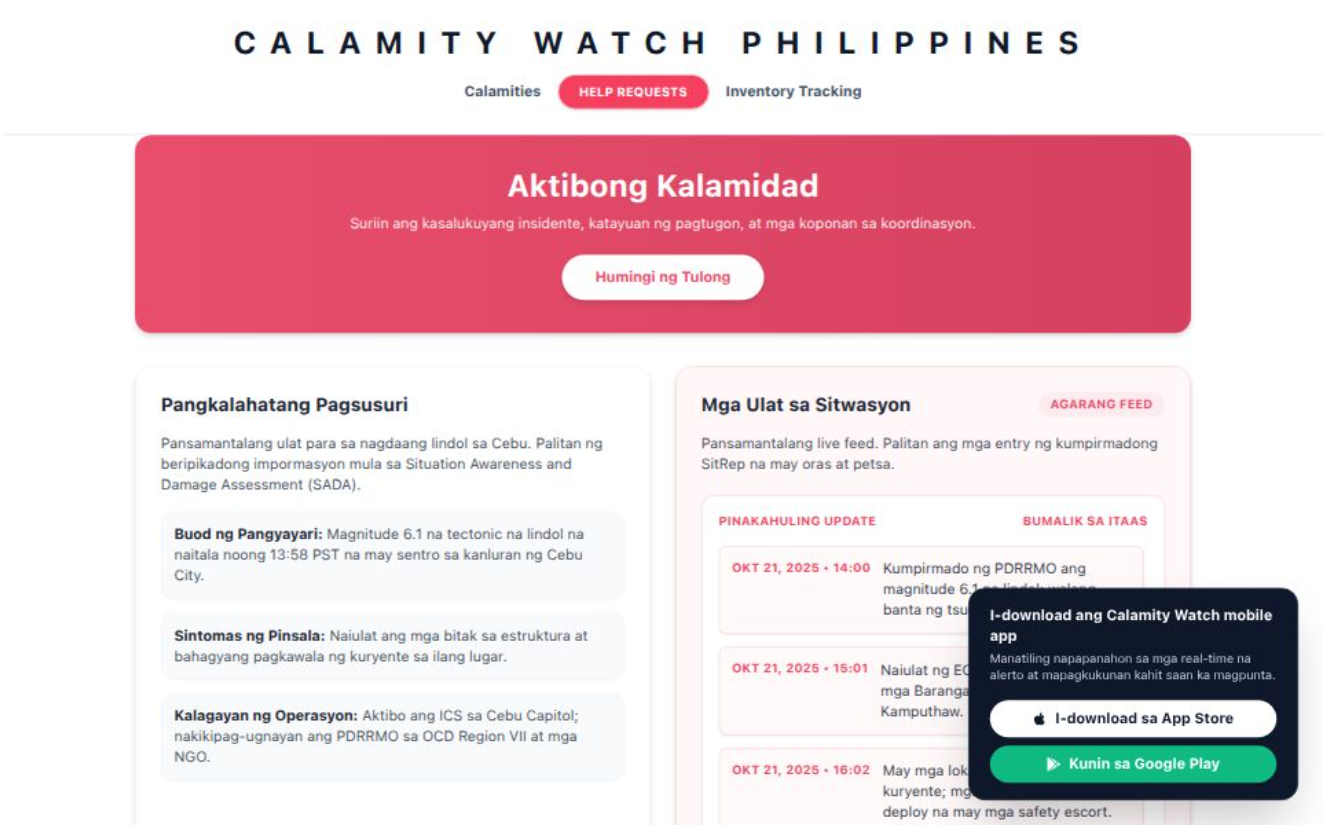 CALAMITY WATCH PHILIPPINES
Calamities
HELP REQUESTS
Inventory Tracking
Aktibong Kalamidad
Suriin ang kasalukuyang insidente, katayuan ng pagtugon, at mga koponan sa koordinasyon.
Humingi ng Tulong
Pangkalahatang Pagsusuri
Pansamantalang ulat para sa nagdaang lindol sa Cebu. Palitan ng
beripikadong impormasyon mula sa Situation Awareness and
Damage Assessment (SADA).
Buod ng Pangyayari: Magnitude 6.1 na tectonic na lindol na
naitala noong 13:58 PST na may sentro sa kanluran ng Cebu
City.
Sintomas ng Pinsala: Naiulat ang mga bitak sa estruktura at
bahagyang pagkawala ng kuryente sa ilang lugar.
Kalagayan ng Operasyon: Aktibo ang ICS sa Cebu Capitol;
nakikipag-ugnayan ang PDRRMO sa OCD Region VII at mga
NGO.
Mga Ulat sa Sitwasyon
AGARANG FEED
Pansamantalang live feed. Palitan ang mga entry ng kumpirmadong
SitRep na may oras at petsa.
PINAKAHULING UPDATE
BUMALIK SA ITAAS
OKT 21, 2025 • 14:00
Kumpirmado ng PDRRMO ang
magnitude 6.1
banta ng
OKT 21, 2025 • 15:01
Naiulat ng
mga
Kamputhaw.
OKT 21, 2025 • 16:02
May mga
kuryente;
deploy na may mga safety escort.
I-download ang Calamity Watch mobile
app
Manatiling napapanahon sa mga real-time na
alerto at mapagkukunan kahit saan ka magpunta.
I-download sa App Store
Kunin sa Google Play